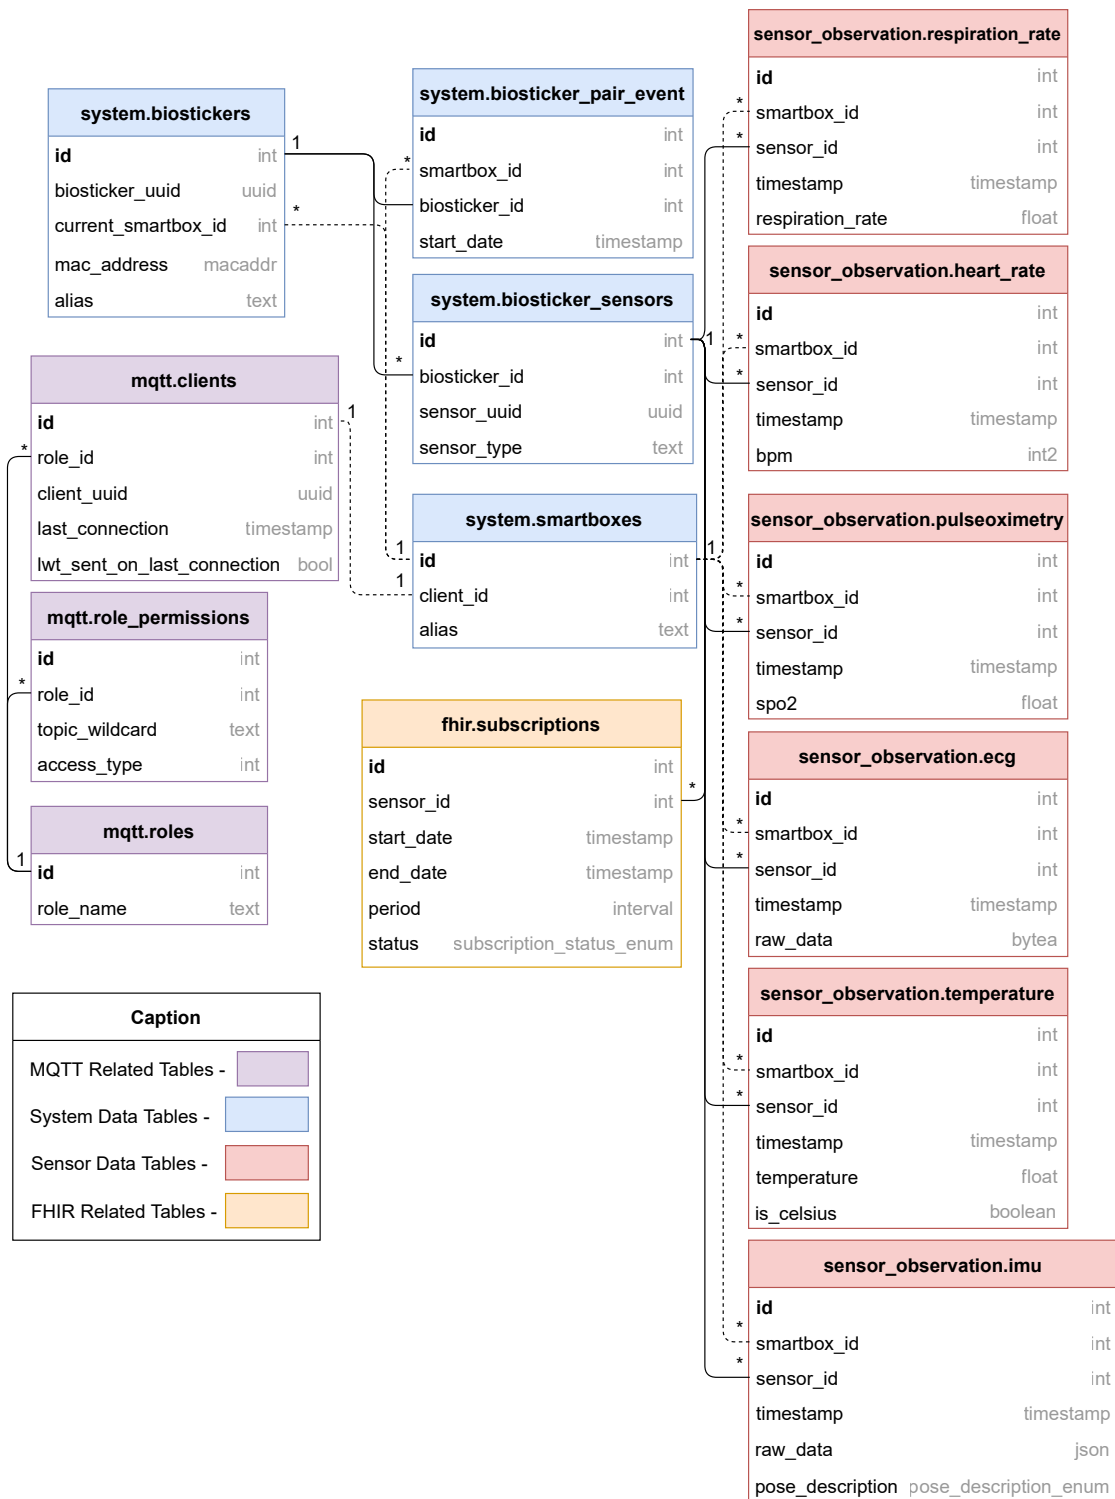 system.biostickers
id int
biosticker_uuid uuid
current_smartbox_id int
mac_address macaddr
alias text
1
*
mqtt.clients
id int
role_id int
client_uuid uuid
last_connection timestamp
lwt_sent_on_last_connection bool
1
*
mqtt.role_permissions
id int
role_id int
topic_wildcard text
access_type int
*
mqtt.roles
id int
role_name text
1
Caption
MQTT Related Tables -
System Data Tables -
Sensor Data Tables -
FHIR Related Tables -
system.biosticker_pair_event
id int
smartbox_id int
biosticker_id int
start_date timestamp
*
system.biosticker_sensors
id int
biosticker_id int
sensor_uuid uuid
sensor_type text
*
1
system.smartboxes
id int
client_id int
alias text
1
1
1
fhir.subscriptions
id int
sensor_id int
start_date timestamp
end_date timestamp
period interval
status subscription_status_enum
*
sensor_observation.respiration_rate
id int
* smartbox_id int
* sensor_id int
timestamp timestamp
respiration_rate float
sensor_observation.heart_rate
id int
* smartbox_id int
* sensor_id int
timestamp timestamp
bpm int2
sensor_observation.pulseoximetry
id int
* smartbox_id int
* sensor_id int
timestamp timestamp
spo2 float
sensor_observation.ecg
id int
* smartbox_id int
* sensor_id int
timestamp timestamp
raw_data bytea
sensor_observation.temperature
id int
* smartbox_id int
* sensor_id int
timestamp timestamp
temperature float
is_celsius boolean
sensor_observation.imu
id int
* smartbox_id int
* sensor_id int
timestamp timestamp
raw_data json
pose_description pose_description_enum